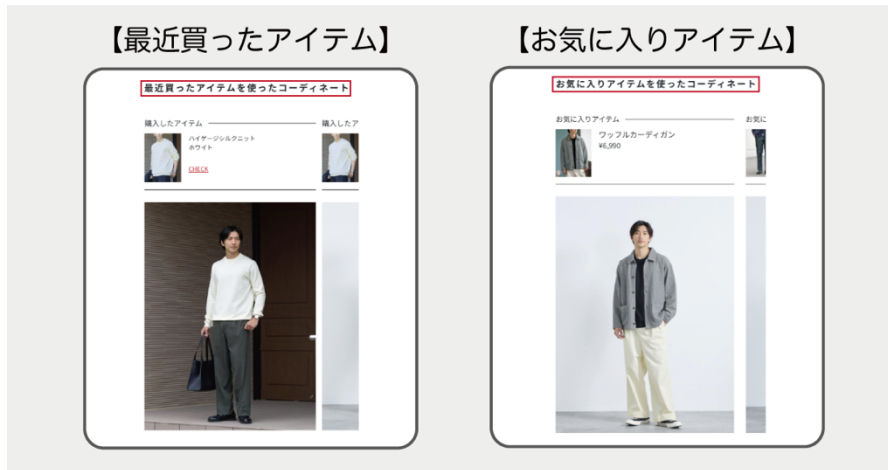 【最近買ったアイテム】
最近買ったアイテムを使ったコーディネート
購入したアイテム
購入したア
ハイゲージシルクニット
ホワイト
CHECK
【お気に入りアイテム】
お気に入りアイテムを使ったコーディネート
お気に入りアイテム
お気に
ワッフルカーディガン
¥6,990